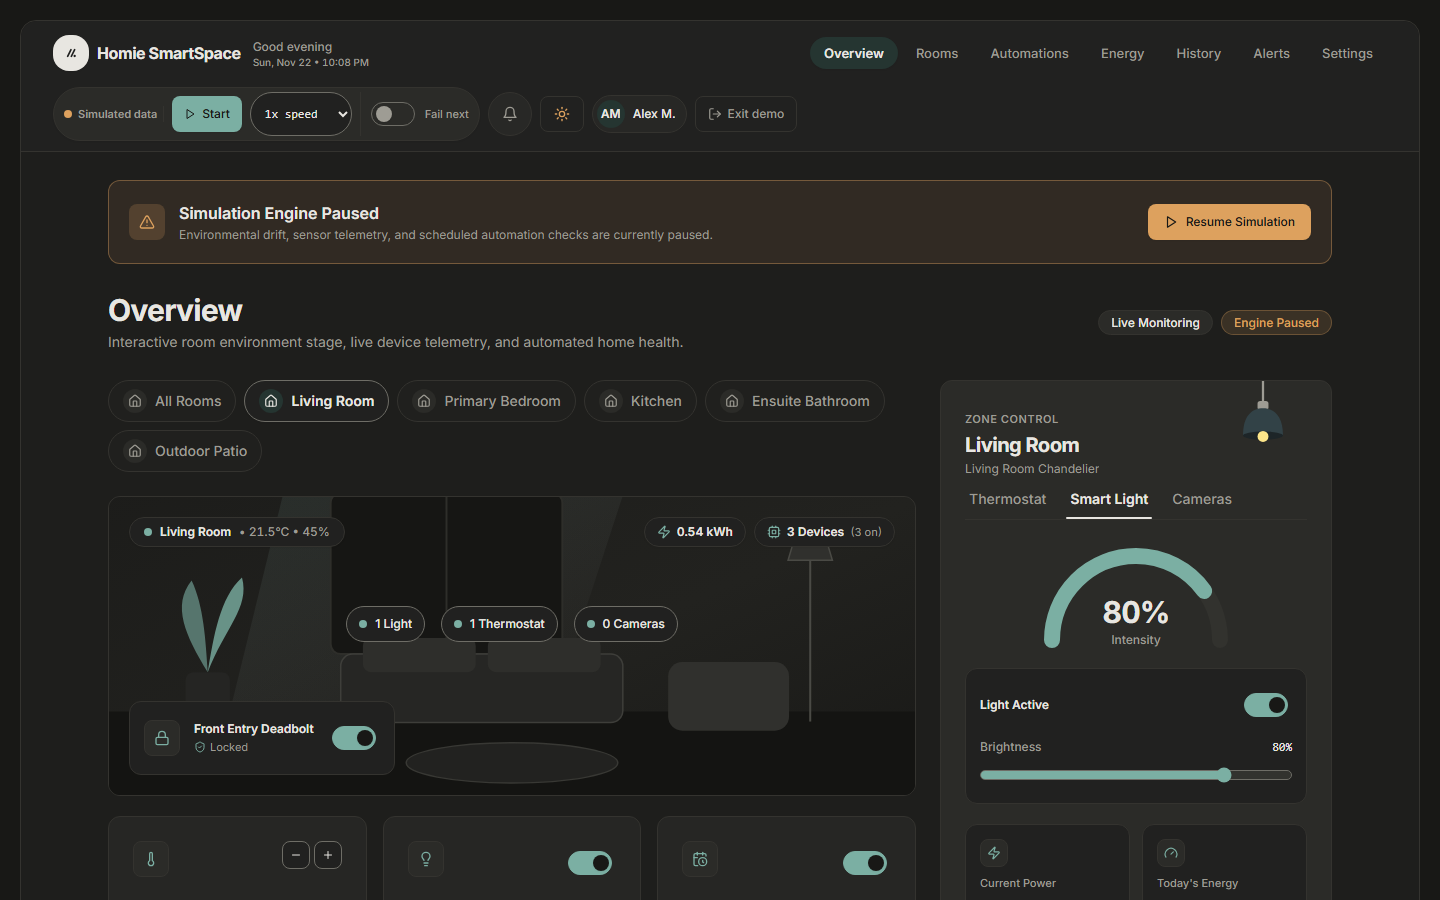 Homie SmartSpace
Good evening
Sun, Nov 22 • 10:08 PM
Overview
Rooms
Automations
Energy
History
Alerts
Settings
Simulated data
Start
1x speed
Fail next
AM
Alex M.
Exit demo
Simulation Engine Paused
Environmental drift, sensor telemetry, and scheduled automation checks are currently paused.
Resume Simulation
Overview
Interactive room environment stage, live device telemetry, and automated home health.
Live Monitoring
Engine Paused
All Rooms
Living Room
Primary Bedroom
Kitchen
Ensuite Bathroom
Outdoor Patio
Living Room • 21.5°C • 45%
0.54 kWh
3 Devices (3 on)
1 Light
1 Thermostat
0 Cameras
Front Entry Deadbolt
Locked
ZONE CONTROL
Living Room
Living Room Chandelier
Thermostat
Smart Light
Cameras
80%
Intensity
Light Active
Brightness
80%
Current Power
Today's Energy